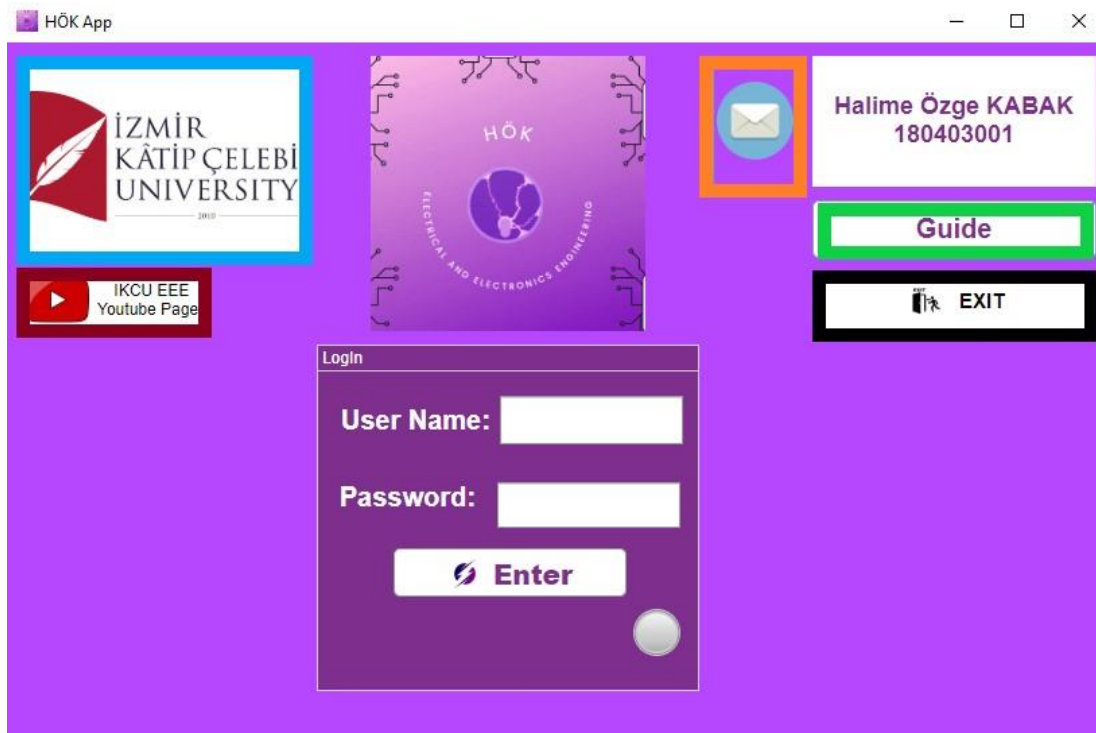 HÖK App
İZMİR
KÂTİP ÇELEBİ
UNIVERSITY
2010
HÖK
ELECTRICAL AND ELECTRONICS ENGINEERING
Halime Özge KABAK
180403001
Guide
IKCU EEE
Youtube Page
EXIT
EXIT
LogIn
User Name:
Password:
Enter